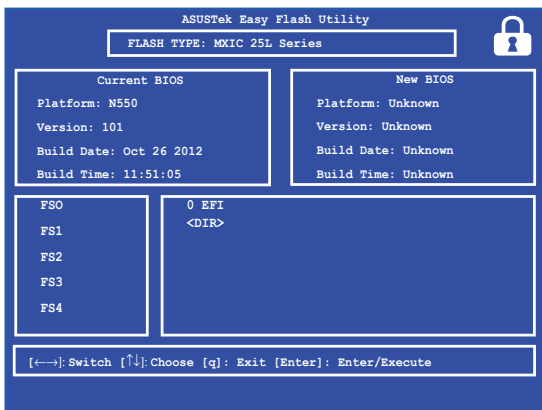 ASUSTek Easy Flash Utility
FLASH TYPE: MXIC 25L Series
Current BIOS
Platform: N550
Version: 101
Build Date: Oct 26 2012
Build Time: 11:51:05
New BIOS
Platform: Unknown
Version: Unknown
Build Date: Unknown
Build Time: Unknown
FSO
FS1
FS2
FS3
FS4
0 EFI
<DIR>
[←→]: Switch [↑↓]: Choose [q]: Exit [Enter]: Enter/Execute